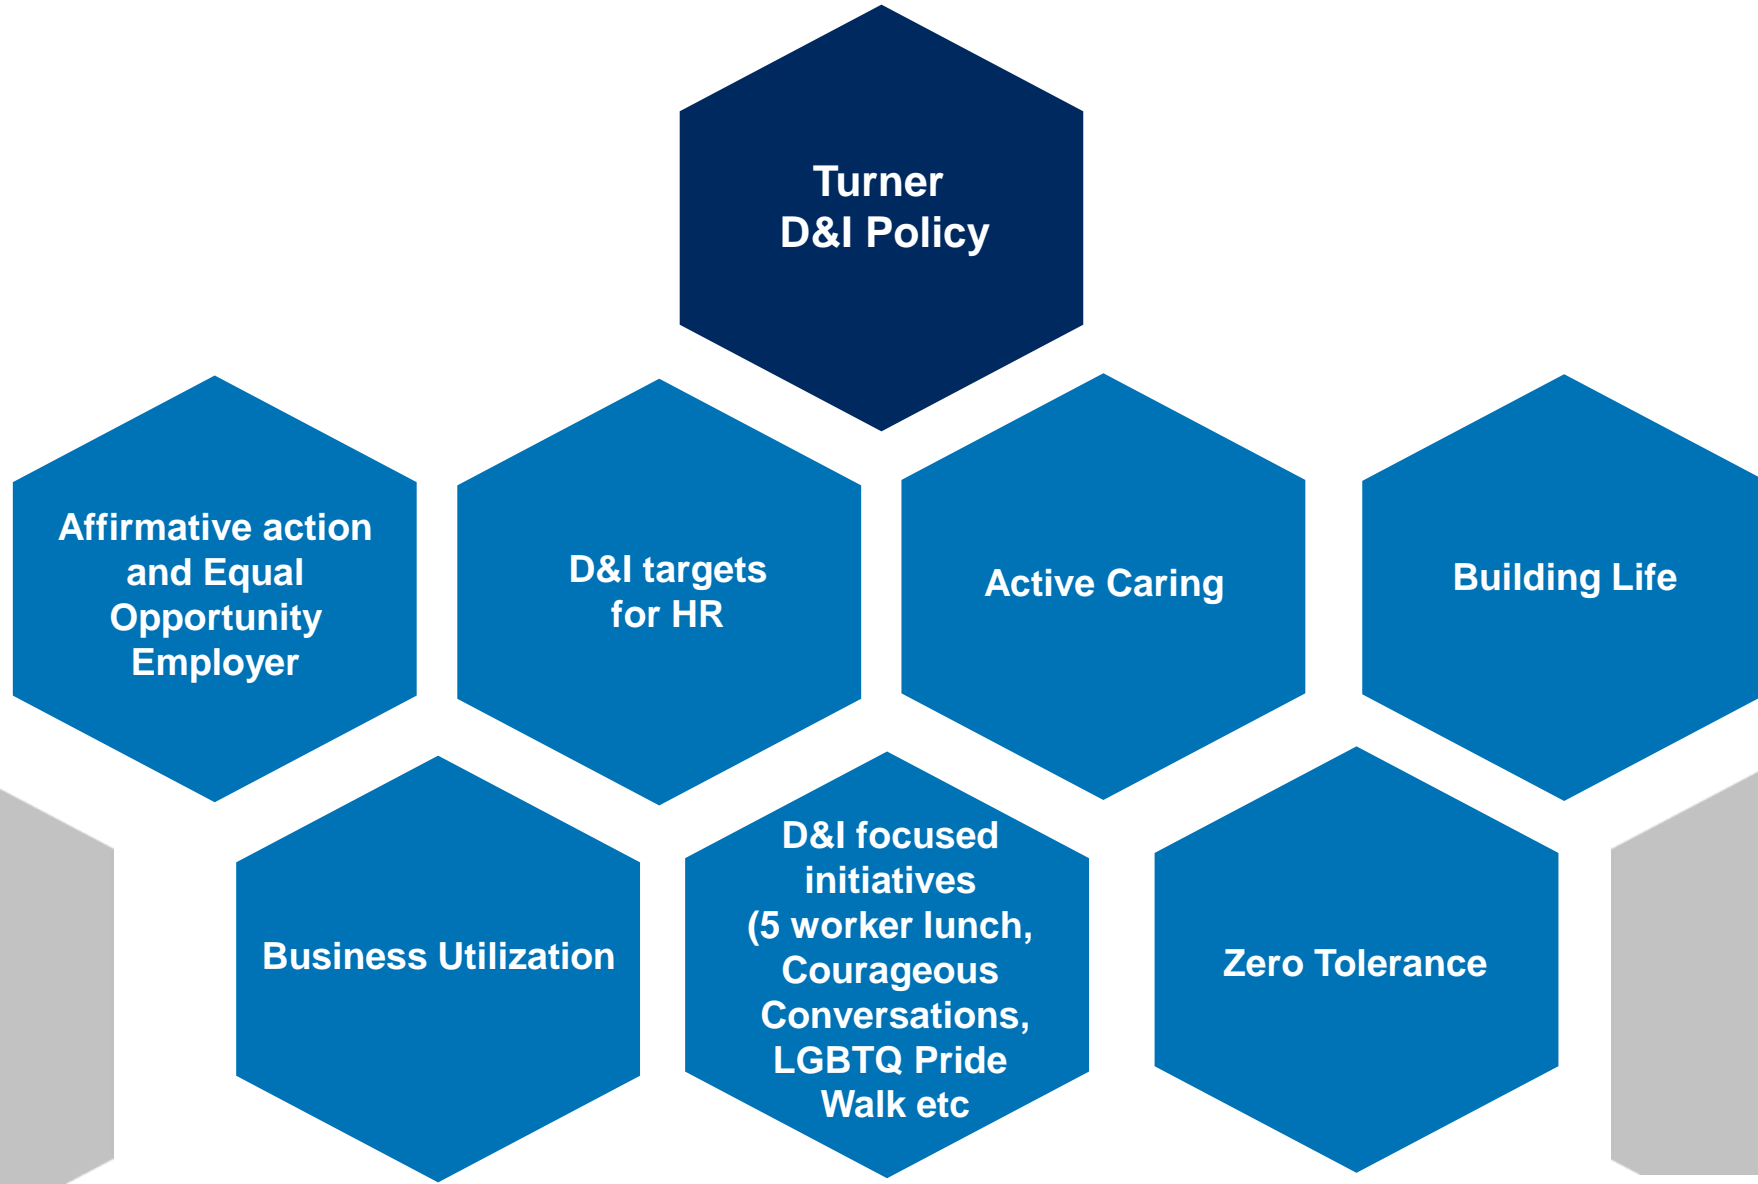 Turner
D&I Policy
Affirmative action
and Equal
Opportunity
Employer
D&I targets
for HR
Active Caring
Building Life
Business Utilization
D&I focused
initiatives
(5 worker lunch,
Courageous
Conversations,
LGBTQ Pride
Walk etc
Zero Tolerance